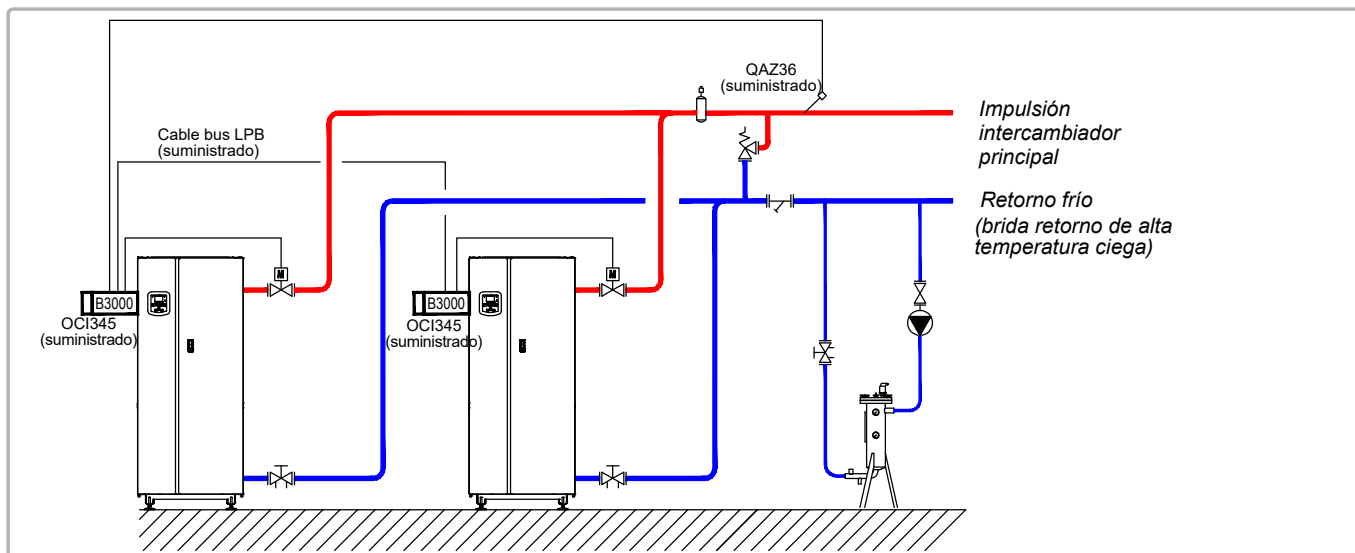 QAZ36
(suministrado)
Impulsión
intercambiador
principal
Cable bus LPB
(suministrado)
Retorno frío
(brida retorno de alta
temperatura ciega)
M
M
B3000
B3000
OCI345
(suministrado)
OCI345
(suministrado)